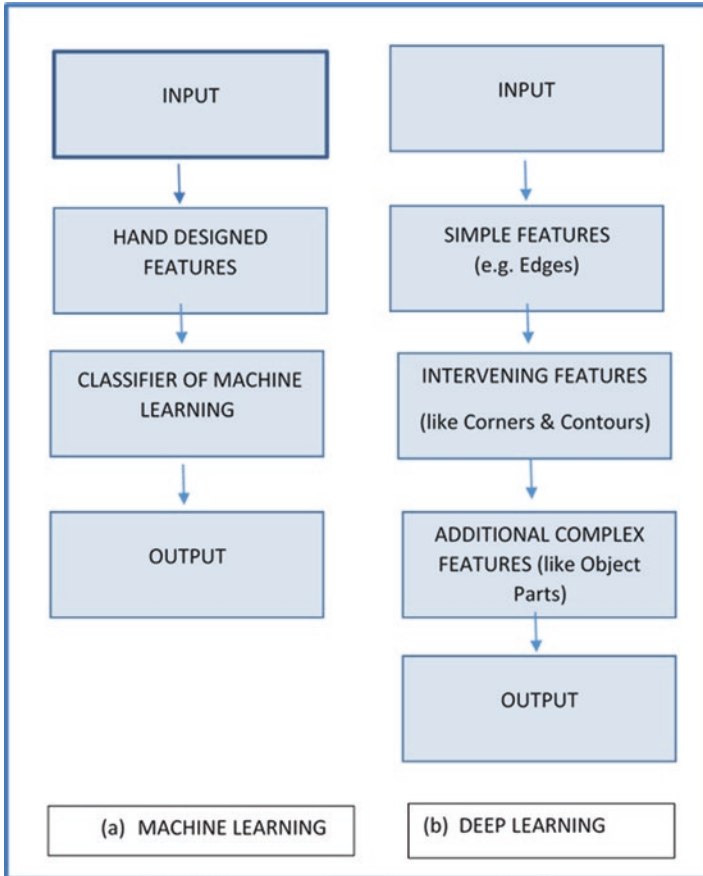 INPUT
HAND DESIGNED
FEATURES
CLASSIFIER OF MACHINE
LEARNING
OUTPUT
(a) MACHINE LEARNING
INPUT
SIMPLE FEATURES
(e.g. Edges)
INTERVENING FEATURES
(like Corners & Contours)
ADDITIONAL COMPLEX
FEATURES (like Object
Parts)
OUTPUT
(b) DEEP LEARNING